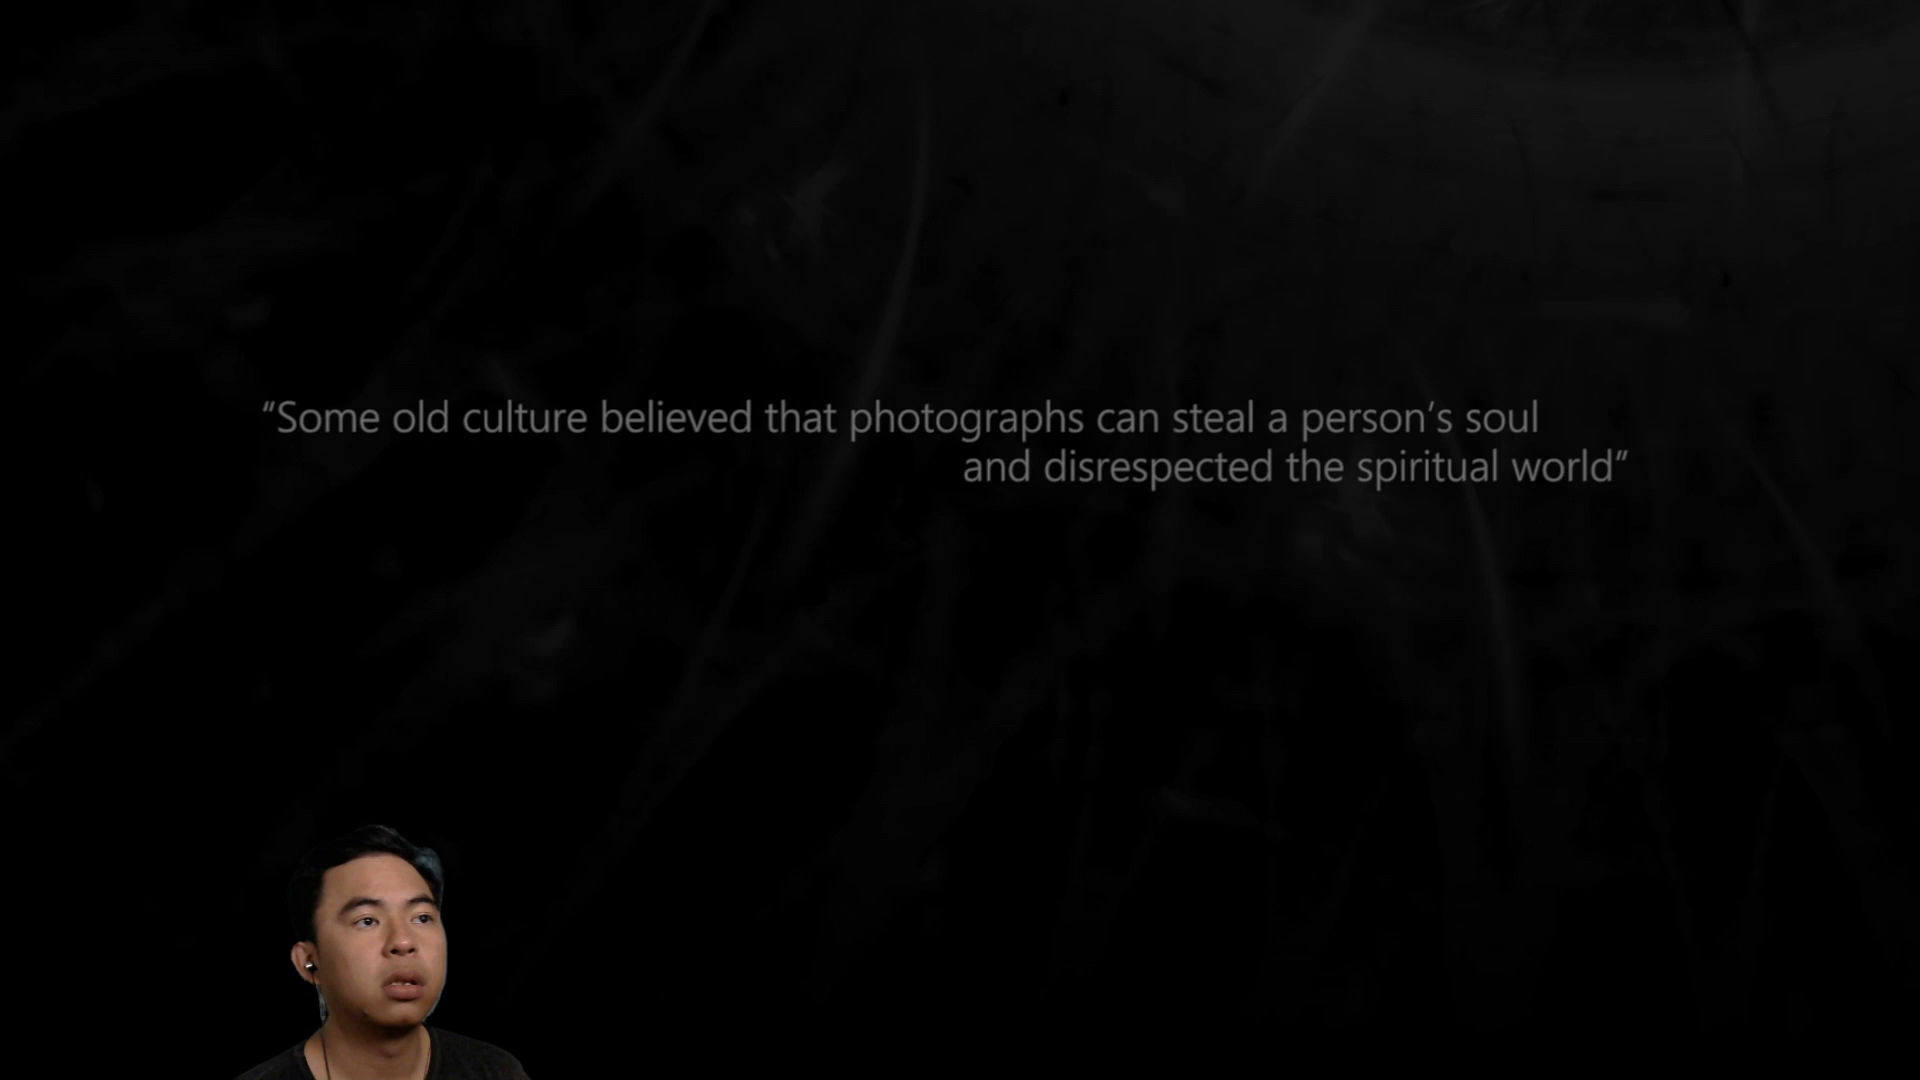 “Some old culture believed that photographs can steal a person’s soul
and disrespected the spiritual world”